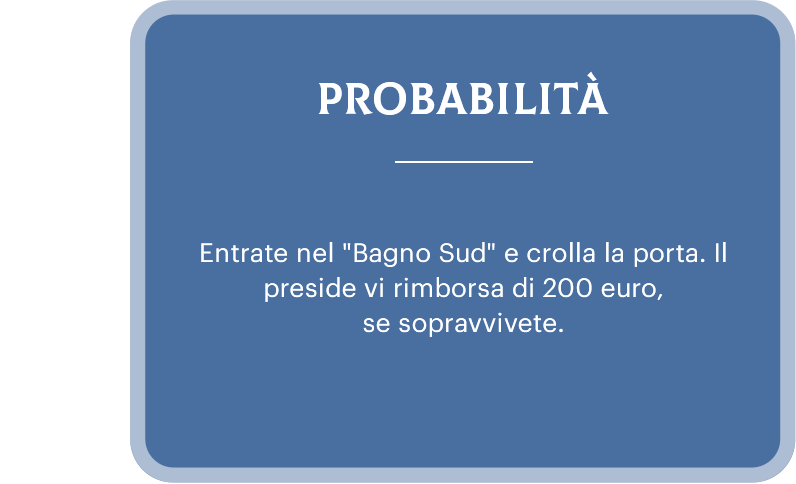 PROBABILITÀ
Entrate nel "Bagno Sud" e crolla la porta. Il
preside vi rimborsa di 200 euro,
se sopravvivete.